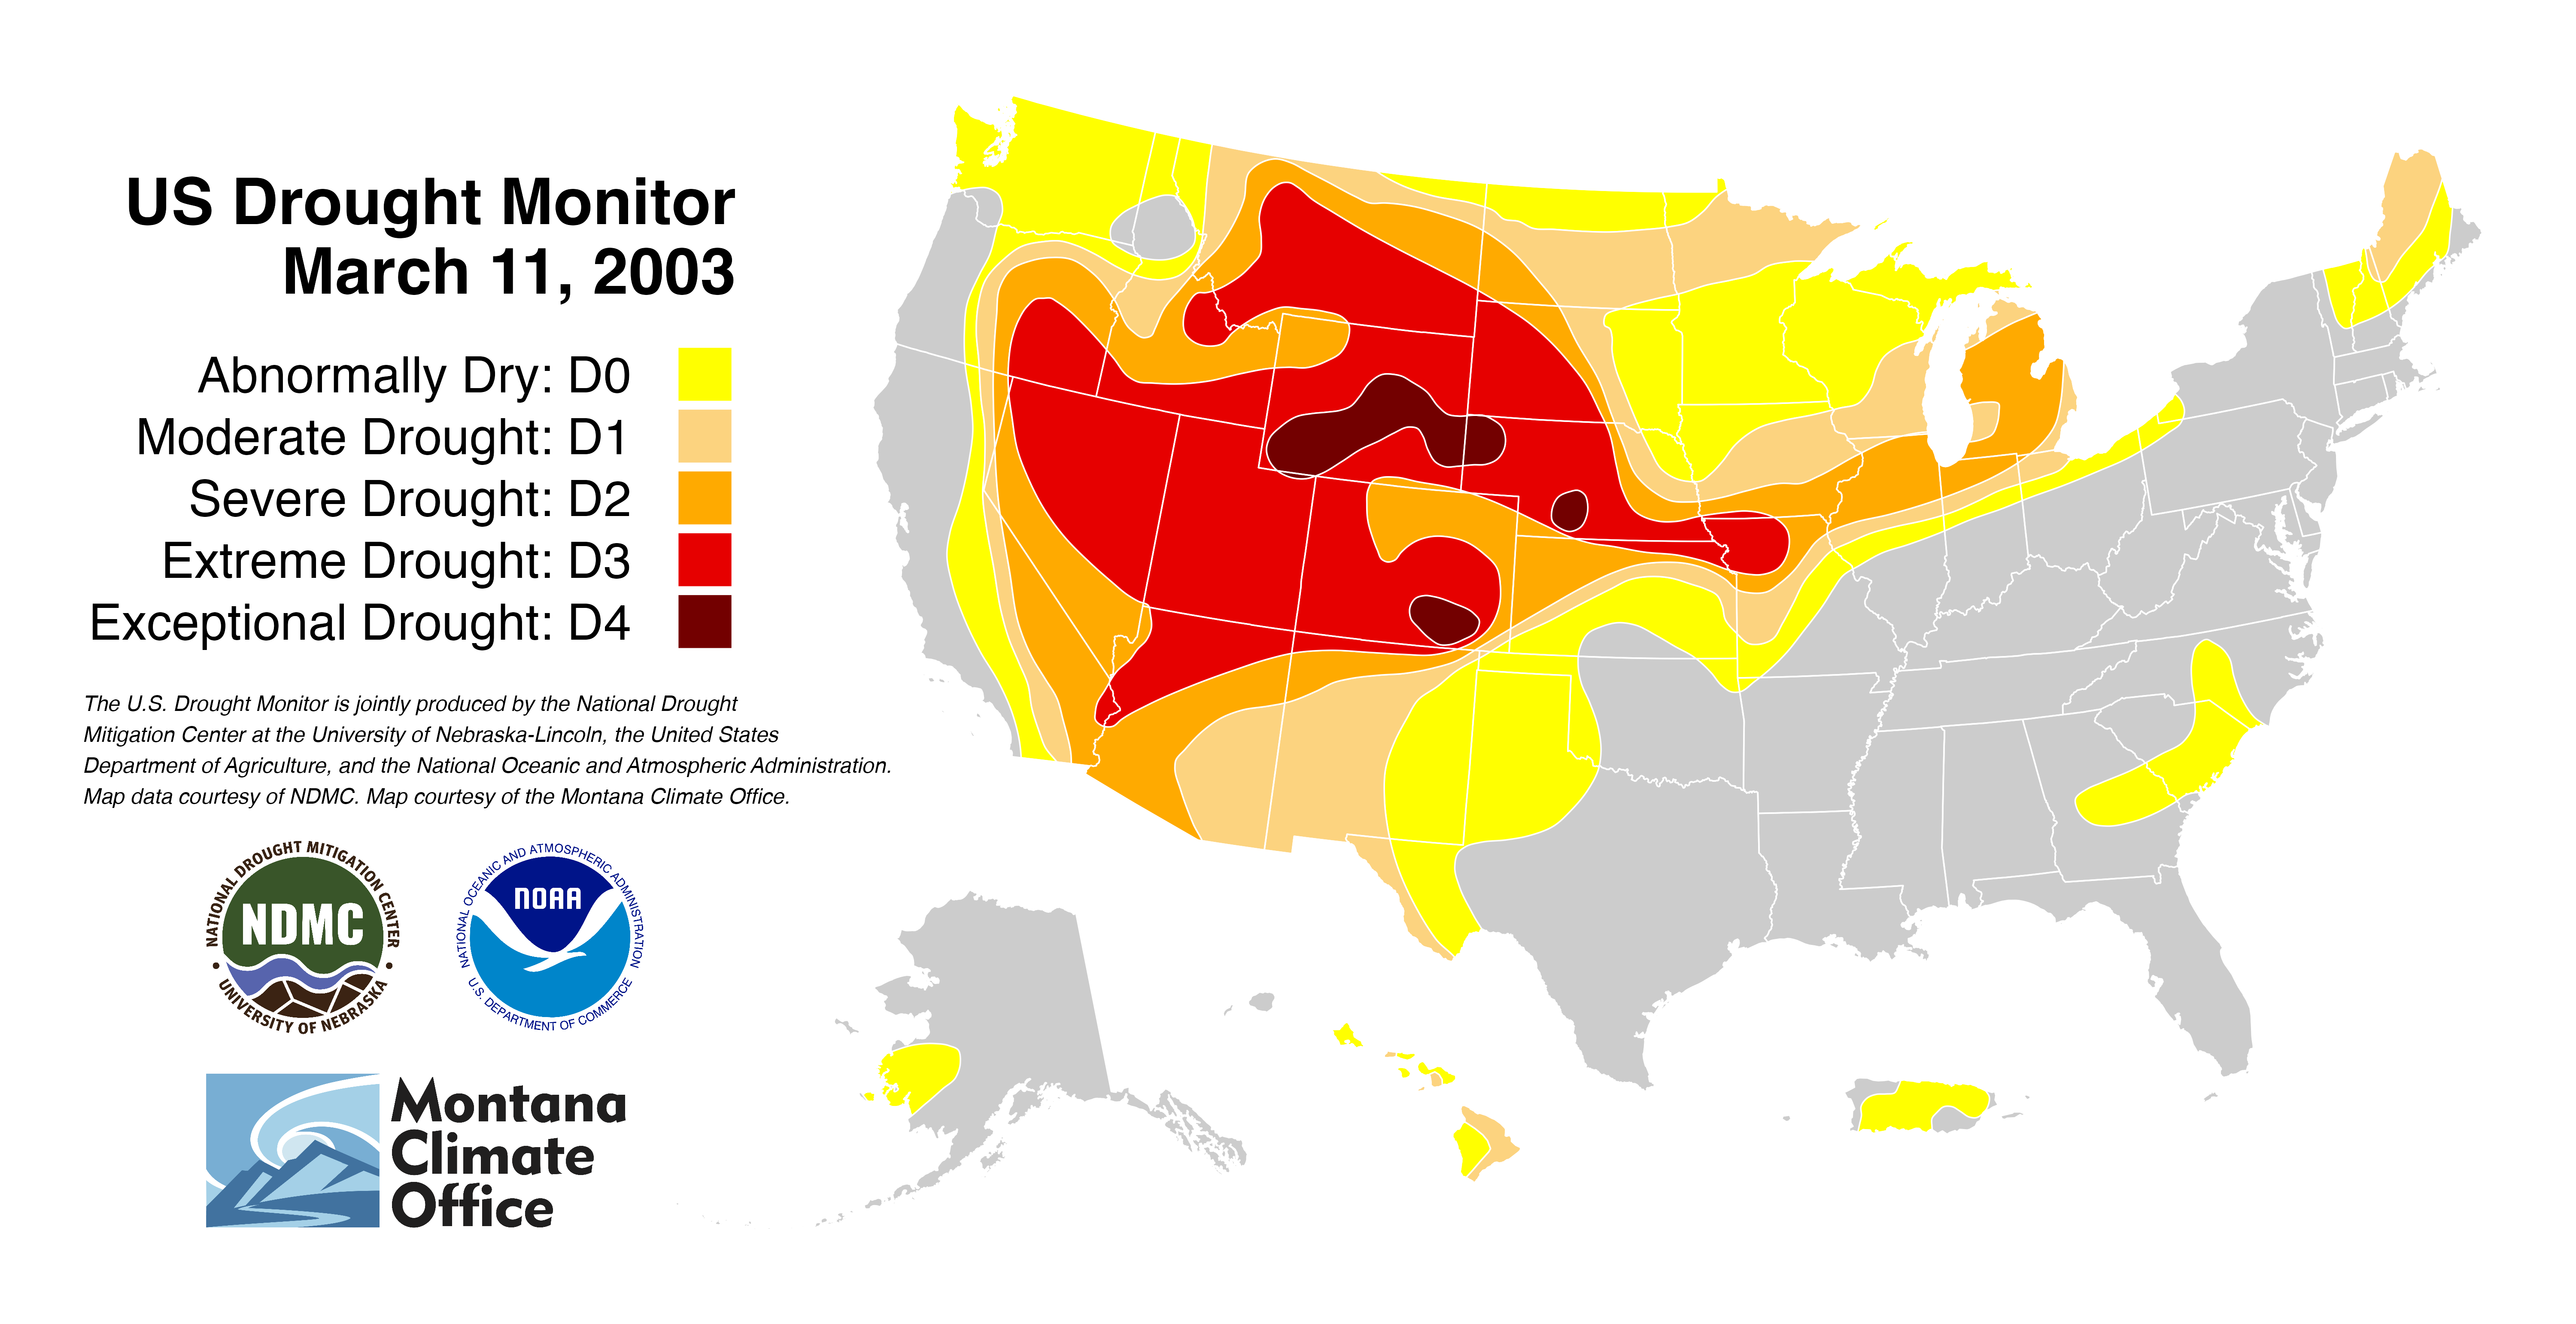 US Drought Monitor
March 11, 2003
Abnormally Dry: D0
Moderate Drought: D1
Severe Drought: D2
Extreme Drought: D3
Exceptional Drought: D4
The U.S. Drought Monitor is jointly produced by the National Drought
Mitigation Center at the University of Nebraska-Lincoln, the United States
Department of Agriculture, and the National Oceanic and Atmospheric Administration.
Map data courtesy of NDMC. Map courtesy of the Montana Climate Office.
NATIONAL DROUGHT MITIGATION CENTER
NDMC
• UNIVERSITY OF NEBRASKA •
NATIONAL OCEANIC AND ATMOSPHERIC ADMINISTRATION
NOAA
U.S. DEPARTMENT OF COMMERCE
Montana
Climate
Office